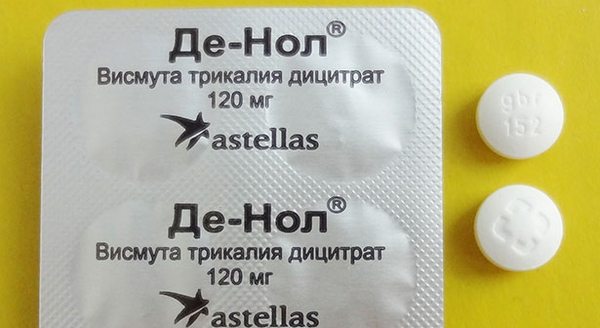 Де-Нол®
Висмута трикалия дицитрат
120 мг
astellas
Де-Нол®
Висмута трикалия дицитрат
120 мг
astellas
gbr
152